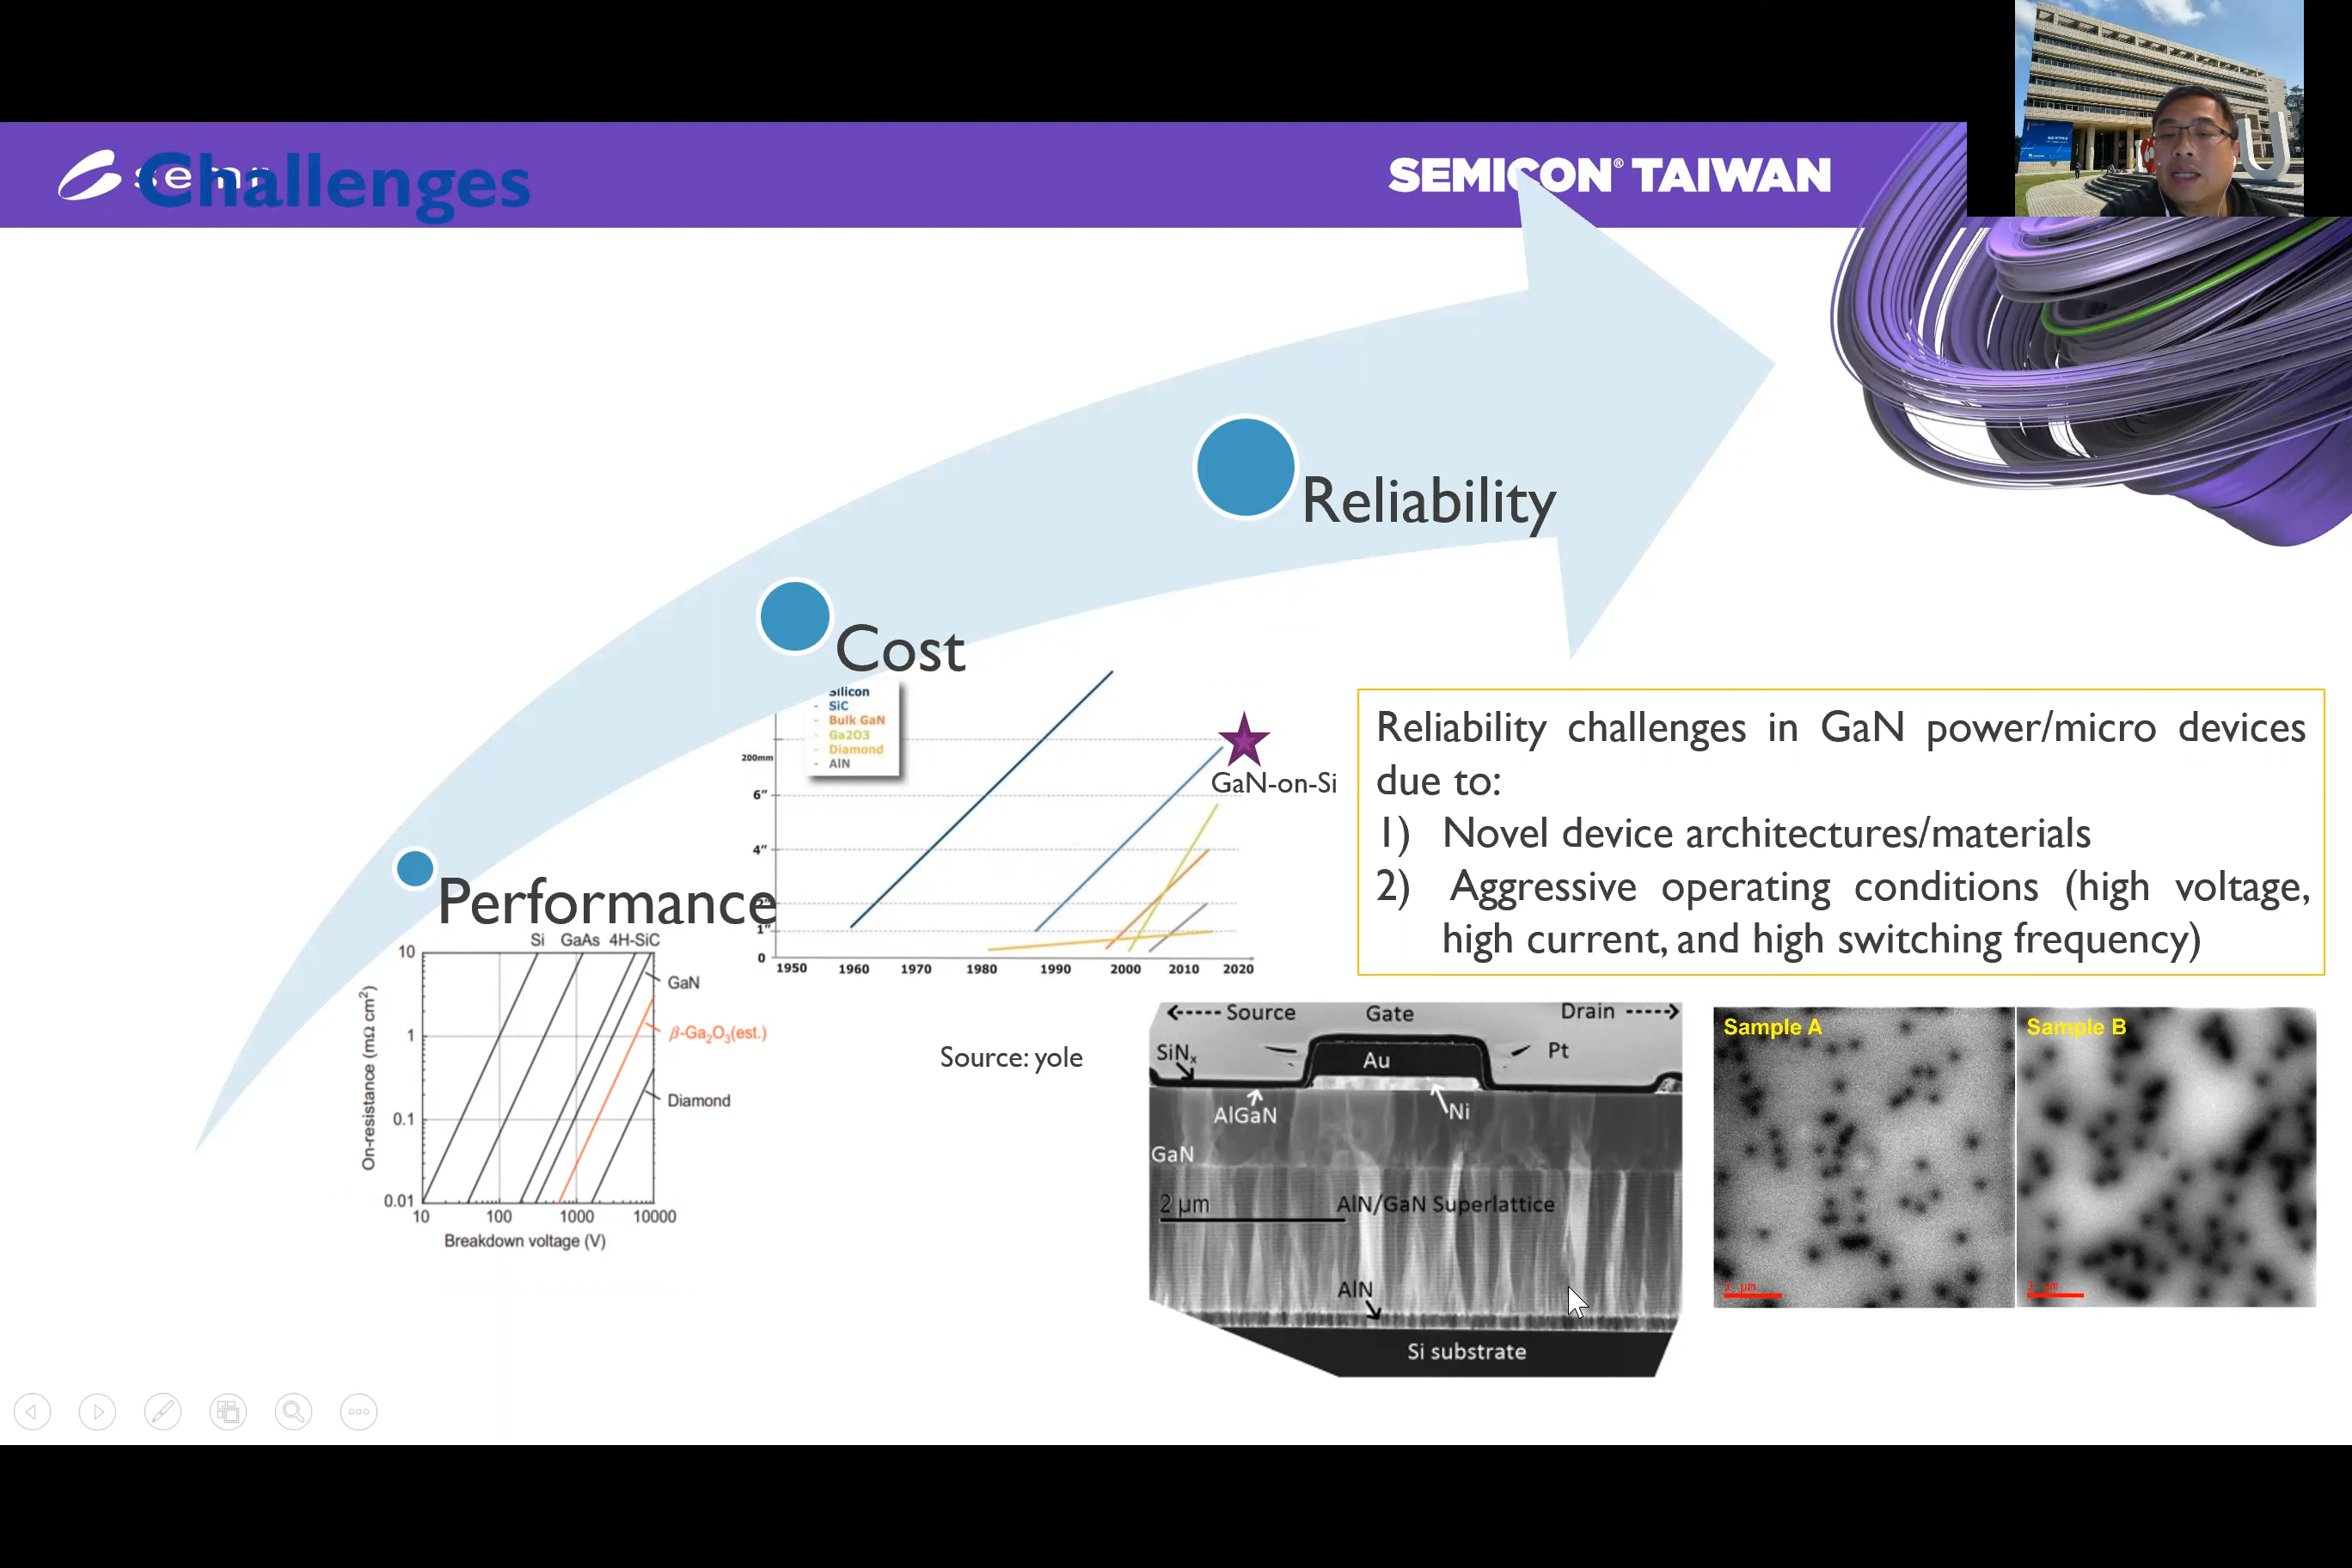 semi
Challenges
SEMICON® TAIWAN
U
Reliability
Cost
Performance
Silicon
- SiC
- Bulk GaN
- Ga2O3
- Diamond
- AlN
200mm
6"
4"
2"
1"
0
1950 1960 1970 1980 1990 2000 2010 2020
GaN-on-Si
Source: yole
Reliability challenges in GaN power/micro devices
due to:
1) Novel device architectures/materials
2) Aggressive operating conditions (high voltage,
high current, and high switching frequency)
Si GaAs 4H-SiC
GaN
β-Ga₂O₃(est.)
Diamond
On-resistance (mΩ cm²)
10
1
0.1
0.01
10 100 1000 10000
Breakdown voltage (V)
<----- Source Gate Drain ----->
SiNₓ
Au
Pt
AlGaN
Ni
GaN
2 µm
AlN/GaN Superlattice
AlN
Si substrate
Sample A
Sample B
1 µm